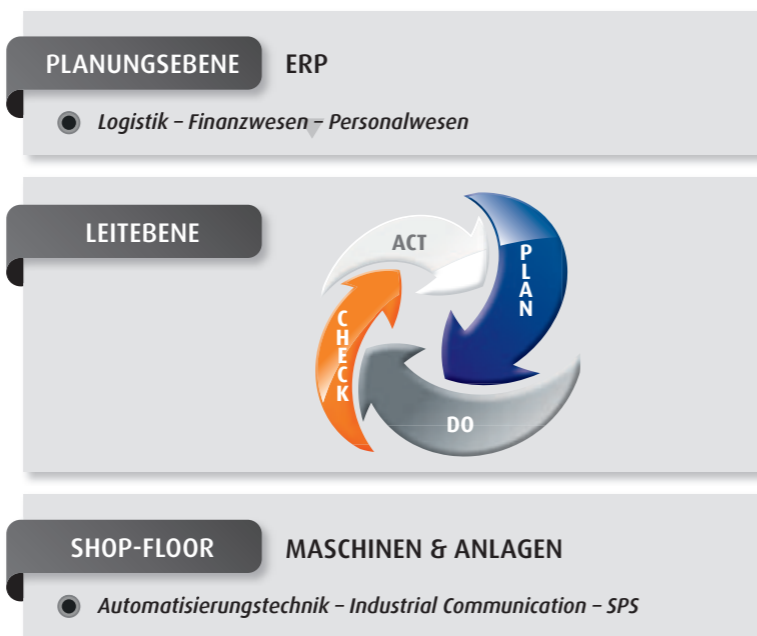 PLANUNGSEBENE ERP
Logistik – Finanzwesen – Personalwesen
LEITEBENE
ACT
PLAN
CHECK
DO
SHOP-FLOOR MASCHINEN & ANLAGEN
Automatisierungstechnik – Industrial Communication – SPS